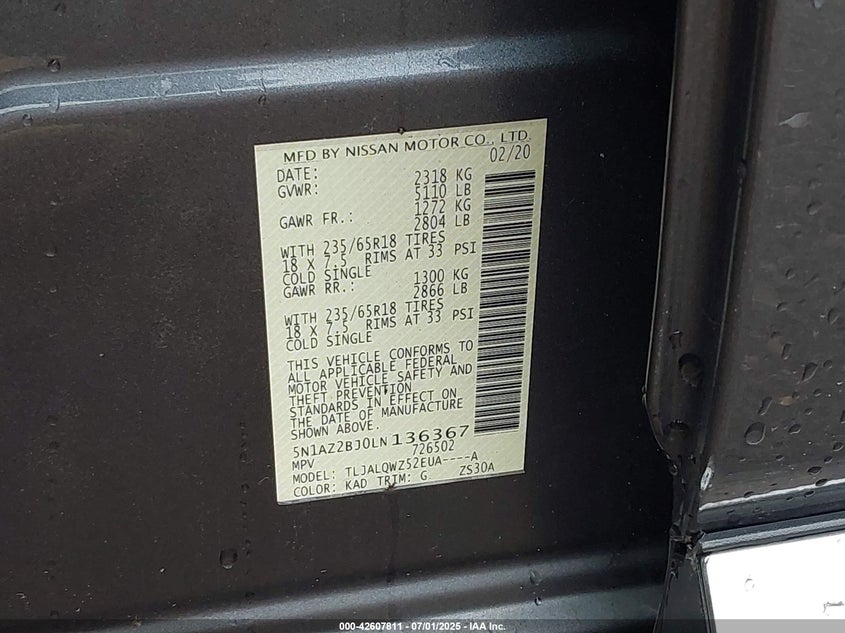 MFD BY NISSAN MOTOR CO., LTD.
DATE: 02/20
GVWR: 2318 KG
5110 LB
GAWR FR.: 1272 KG
2804 LB
WITH 235/65R18 TIRES
18 X 7.5 RIMS AT 33 PSI
COLD SINGLE
GAWR RR.: 1300 KG
2866 LB
WITH 235/65R18 TIRES
18 X 7.5 RIMS AT 33 PSI
COLD SINGLE
THIS VEHICLE CONFORMS TO
ALL APPLICABLE FEDERAL
MOTOR VEHICLE SAFETY AND
THEFT PREVENTION
STANDARDS IN EFFECT ON
THE DATE OF MANUFACTURE
SHOWN ABOVE.
5N1AZ2BJ0LN136367
MPV 726502
MODEL: TLJALQWZ52EUA----A
COLOR: KAD TRIM: G ZS30A
000-42607811 - 07/01/2025 - IAA Inc.